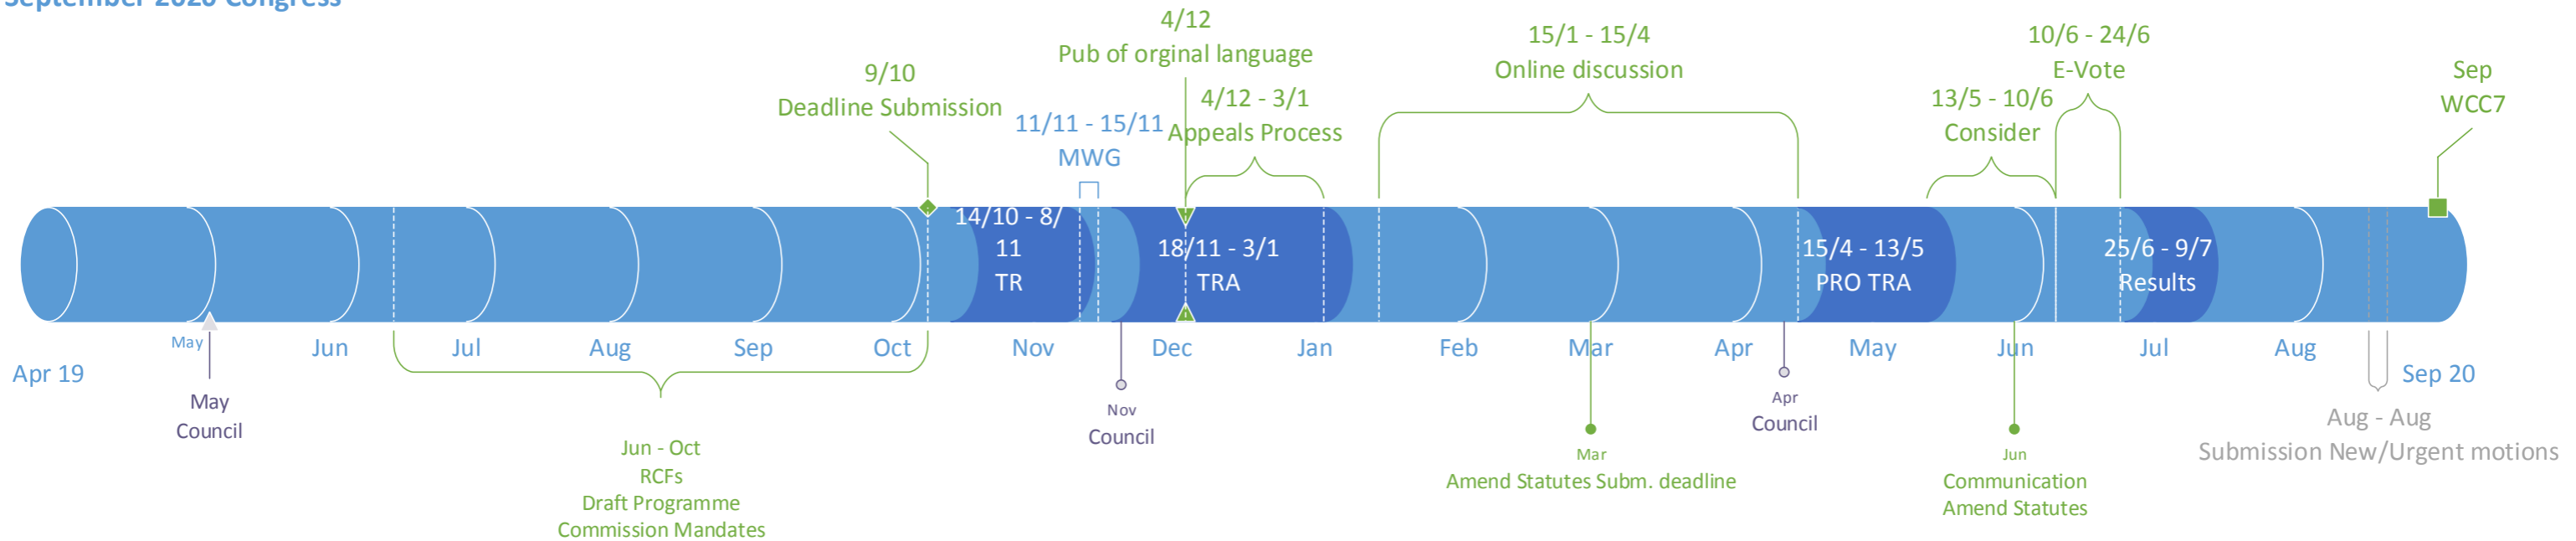 September 2020 Congress
4/12
Pub of orginal language
15/1 - 15/4
Online discussion
10/6 - 24/6
E-Vote
9/10
Deadline Submission
4/12 - 3/1
Appeals Process
13/5 - 10/6
Consider
Sep
WCC7
11/11 - 15/11
MWG
14/10 - 8/
11
TR
18/11 - 3/1
TRA
15/4 - 13/5
PRO TRA
25/6 - 9/7
Results
Apr 19
May
Jun
Jul
Aug
Sep
Oct
Nov
Dec
Jan
Feb
Mar
Apr
May
Jun
Jul
Aug
Sep 20
May
Council
Jun - Oct
RCFs
Draft Programme
Commission Mandates
Nov
Council
Mar
Amend Statutes Subm. deadline
Apr
Council
Jun
Communication
Amend Statutes
Aug - Aug
Submission New/Urgent motions